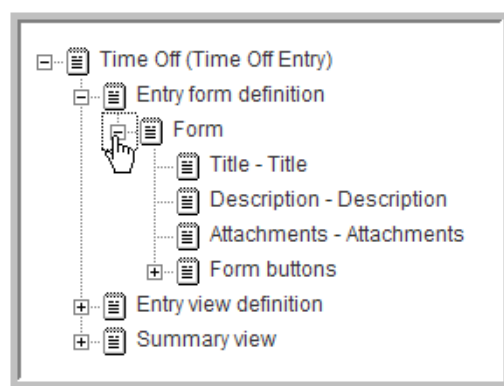 Time Off (Time Off Entry)
Entry form definition
Form
Title - Title
Description - Description
Attachments - Attachments
Form buttons
Entry view definition
Summary view